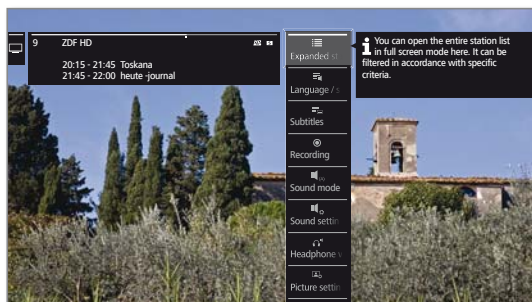 9 ZDF HD
20:15 - 21:45 Toskana
21:45 - 22:00 heute -journal
Expanded st
Language / s
Subtitles
Recording
Sound mode
Sound settin
Headphone v
Picture settin
You can open the entire station list
in full screen mode here. It can be
filtered in accordance with specific
criteria.